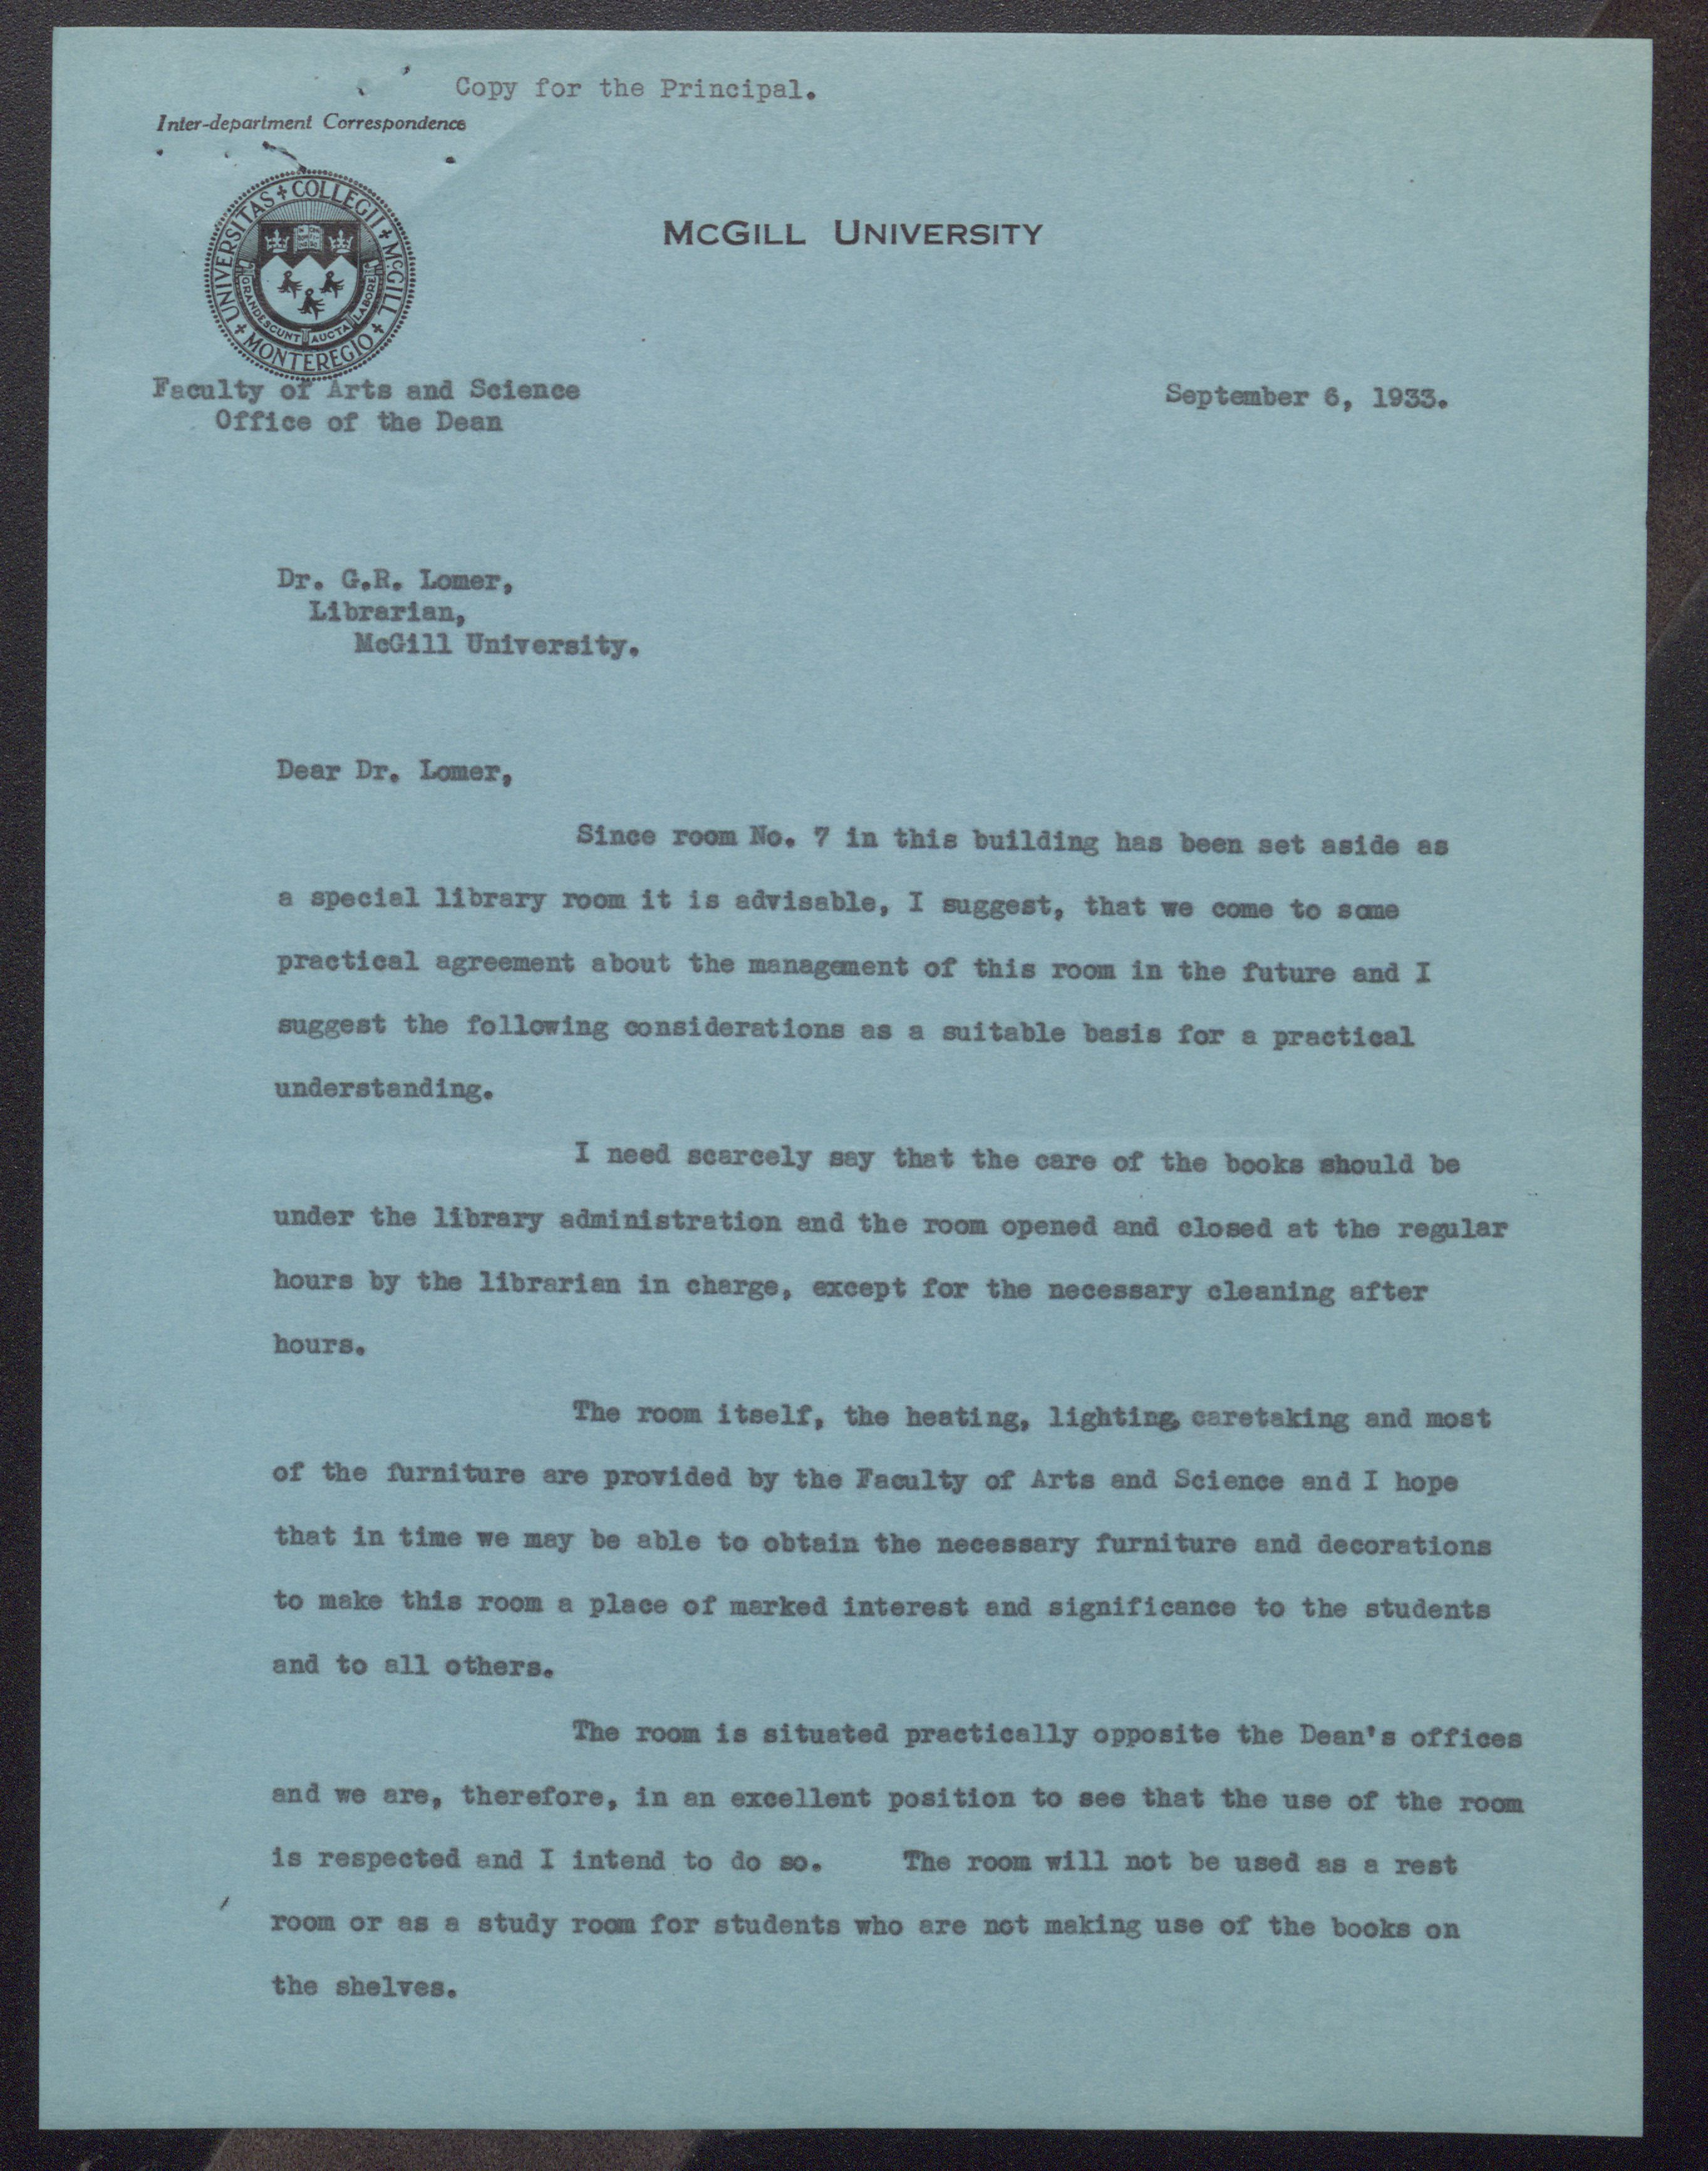 Copy for the Principal.
Inter-department Correspondence
UNIVERSITAS COLLEGII McGILL MONTEREGIO
GRANDESCUNT AUCTA LABORE
McGILL UNIVERSITY
Faculty of Arts and Science
Office of the Dean
September 6, 1933.
Dr. G.R. Lomer,
Librarian,
McGill University.
Dear Dr. Lomer,
Since room No. 7 in this building has been set aside as
a special library room it is advisable, I suggest, that we come to some
practical agreement about the management of this room in the future and I
suggest the following considerations as a suitable basis for a practical
understanding.
I need scarcely say that the care of the books should be
under the library administration and the room opened and closed at the regular
hours by the librarian in charge, except for the necessary cleaning after
hours.
The room itself, the heating, lighting, caretaking and most
of the furniture are provided by the Faculty of Arts and Science and I hope
that in time we may be able to obtain the necessary furniture and decorations
to make this room a place of marked interest and significance to the students
and to all others.
The room is situated practically opposite the Dean's offices
and we are, therefore, in an excellent position to see that the use of the room
is respected and I intend to do so. The room will not be used as a rest
room or as a study room for students who are not making use of the books on
the shelves.